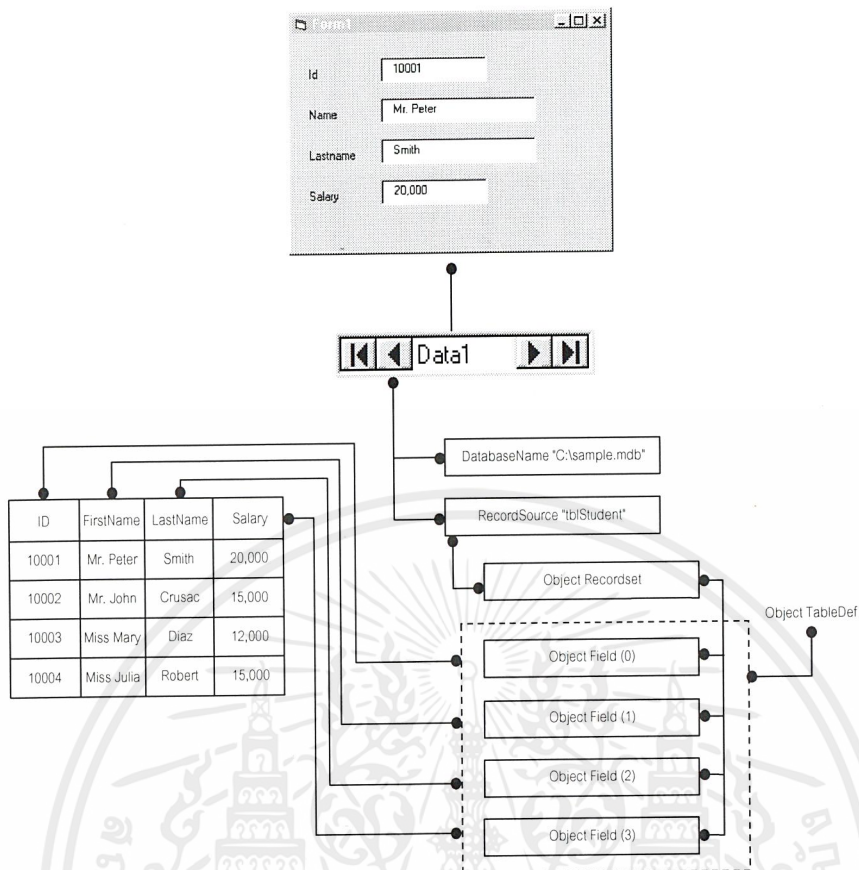 Form1
Id 10001
Name Mr. Peter
Lastname Smith
Salary 20,000
Data1
DatabaseName "C:\sample.mdb"
RecordSource "tblStudent"
Object Recordset
Object TableDef
Object Field (0)
Object Field (1)
Object Field (2)
Object Field (3)
ID FirstName LastName Salary
10001 Mr. Peter Smith 20,000
10002 Mr. John Crusac 15,000
10003 Miss Mary Diaz 12,000
10004 Miss Julia Robert 15,000